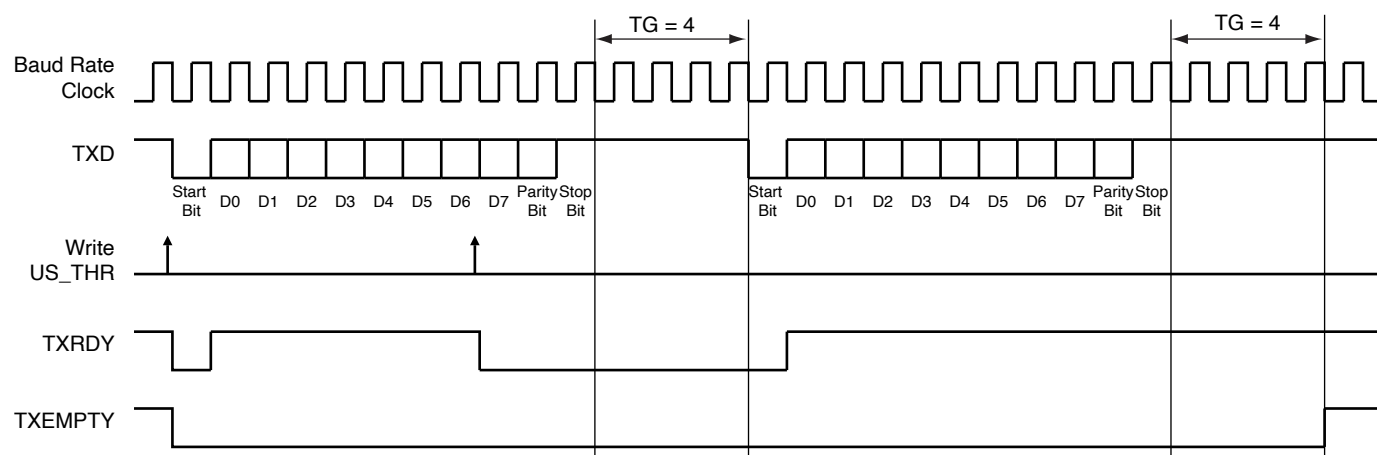 TG = 4
TG = 4
Baud Rate
Clock
TXD
Start
Bit
D0
D1
D2
D3
D4
D5
D6
D7
Parity
Bit
Stop
Bit
Start
Bit
D0
D1
D2
D3
D4
D5
D6
D7
Parity
Bit
Stop
Bit
Write
US_THR
TXRDY
TXEMPTY